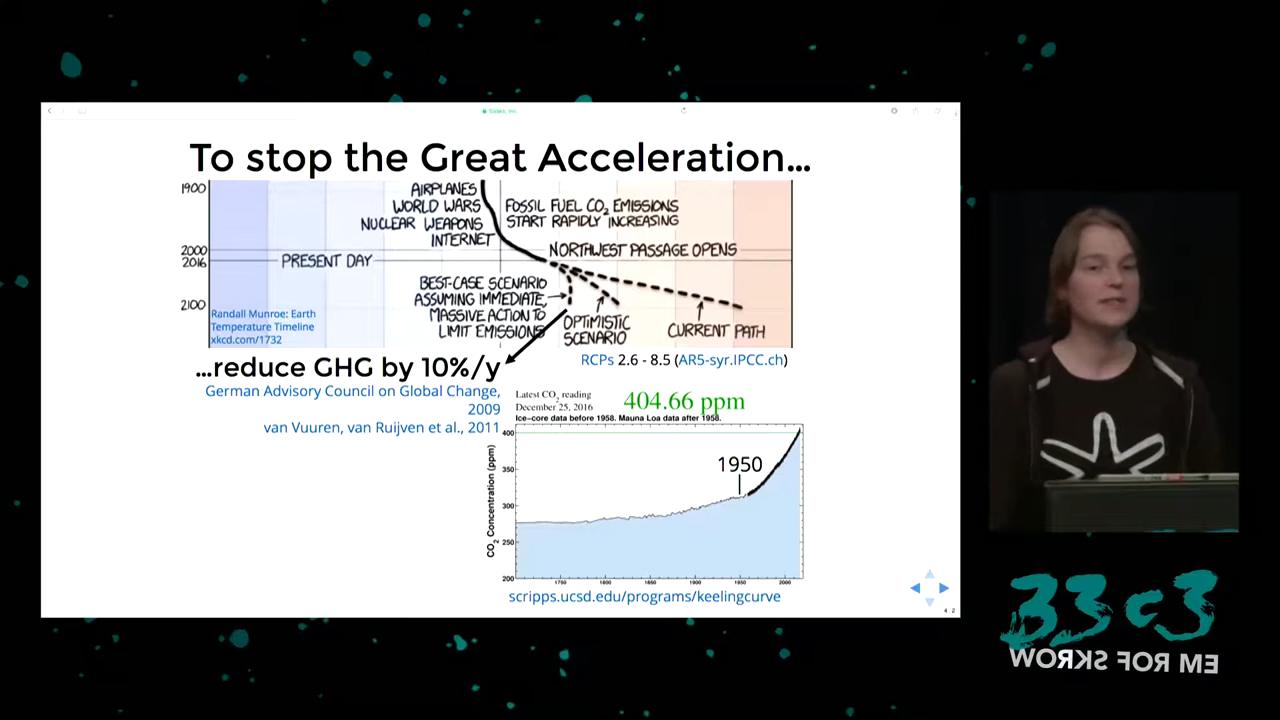 To stop the Great Acceleration...
1900
AIRPLANES
WORLD WARS
NUCLEAR WEAPONS
INTERNET
FOSSIL FUEL CO₂ EMISSIONS
START RAPIDLY INCREASING
2000
NORTHWEST PASSAGE OPENS
2016
PRESENT DAY
BEST-CASE SCENARIO
ASSUMING IMMEDIATE,
MASSIVE ACTION TO
LIMIT EMISSIONS
2100
OPTIMISTIC
SCENARIO
CURRENT PATH
Randall Munroe: Earth
Temperature Timeline
xkcd.com/1732
...reduce GHG by 10%/y
RCPs 2.6 - 8.5 (AR5-syr.IPCC.ch)
German Advisory Council on Global Change,
2009
van Vuuren, van Ruijven et al., 2011
Latest CO₂ reading
December 25, 2016
404.66 ppm
Ice-core data before 1958. Mauna Loa data after 1958.
CO₂ Concentration (ppm)
400
350
300
250
200
1950
1750
1800
1850
1900
1950
2000
scripps.ucsd.edu/programs/keelingcurve
4 / 2
33c3
WORKS FOR ME